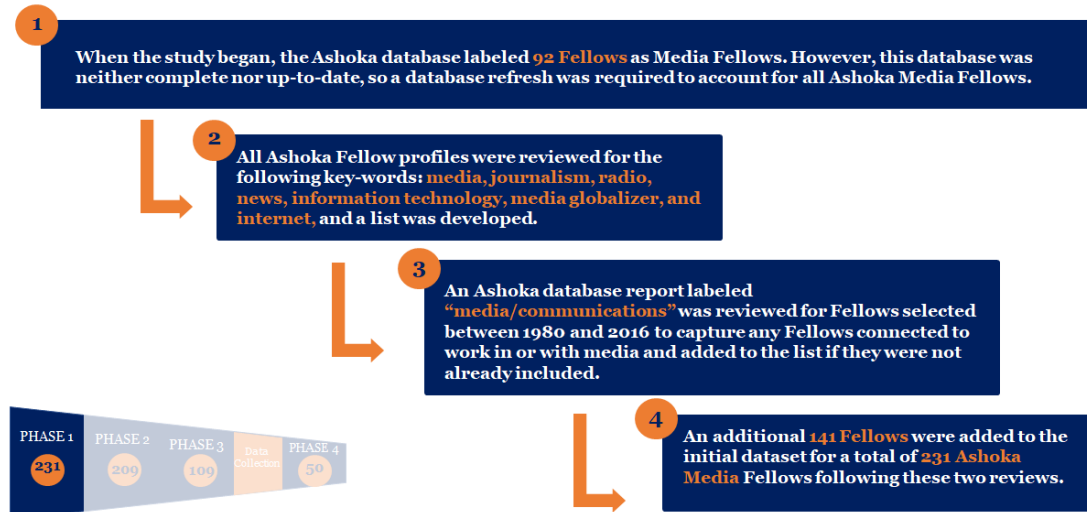 1
When the study began, the Ashoka database labeled 92 Fellows as Media Fellows. However, this database was
neither complete nor up-to-date, so a database refresh was required to account for all Ashoka Media Fellows.
2
All Ashoka Fellow profiles were reviewed for the
following key-words: media, journalism, radio,
news, information technology, media globalizer, and
internet, and a list was developed.
3
An Ashoka database report labeled
“media/communications” was reviewed for Fellows selected
between 1980 and 2016 to capture any Fellows connected to
work in or with media and added to the list if they were not
already included.
4
An additional 141 Fellows were added to the
initial dataset for a total of 231 Ashoka
Media Fellows following these two reviews.
PHASE 1
231
PHASE 2
209
PHASE 3
109
Data
Collection
PHASE 4
50